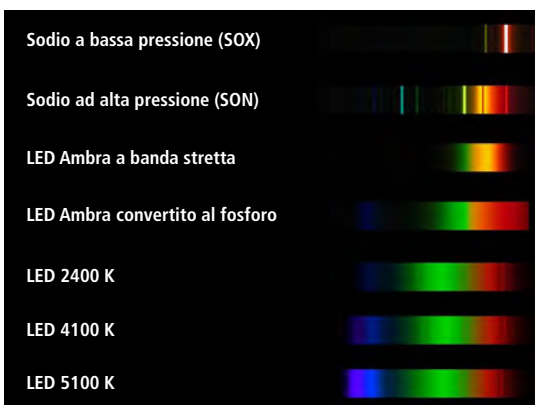 Sodio a bassa pressione (SOX)
Sodio ad alta pressione (SON)
LED Ambra a banda stretta
LED Ambra convertito al fosforo
LED 2400 K
LED 4100 K
LED 5100 K